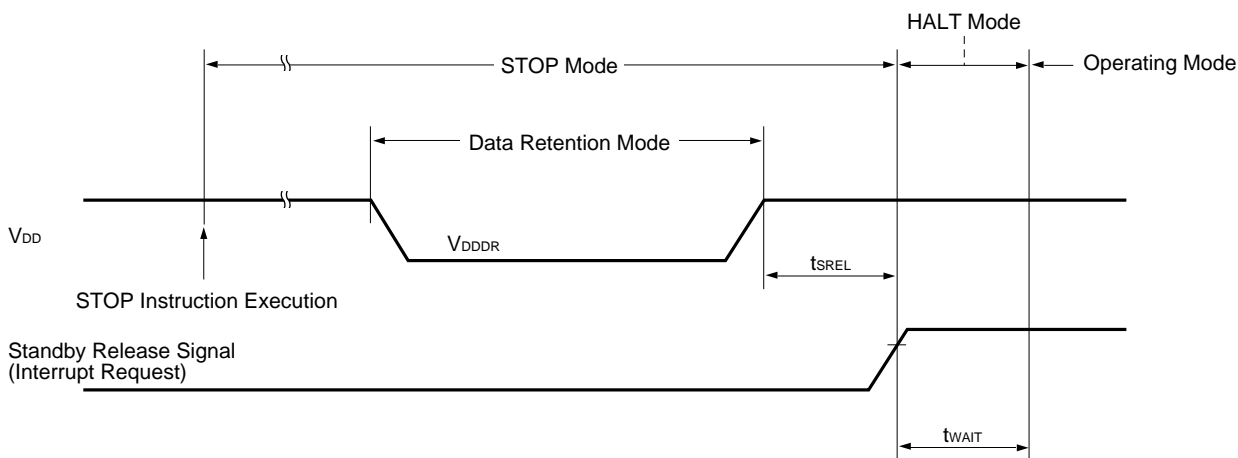 HALT Mode
STOP Mode
Operating Mode
Data Retention Mode
VDD
VDDDR
tSREL
STOP Instruction Execution
Standby Release Signal
(Interrupt Request)
tWAIT